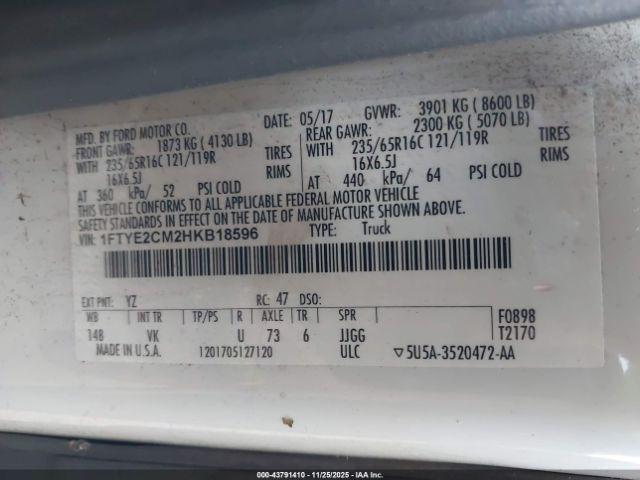 MFD. BY FORD MOTOR CO.
DATE: 05/17 GVWR: 3901 KG ( 8600 LB)
FRONT GAWR: 1873 KG ( 4130 LB)
REAR GAWR: 2300 KG ( 5070 LB)
WITH 235/65R16C 121/119R TIRES
WITH 235/65R16C 121/119R TIRES
16X6.5J RIMS
16X6.5J RIMS
AT 360 kPa/ 52 PSI COLD
AT 440 kPa/ 64 PSI COLD
THIS VEHICLE CONFORMS TO ALL APPLICABLE FEDERAL MOTOR VEHICLE
SAFETY STANDARDS IN EFFECT ON THE DATE OF MANUFACTURE SHOWN ABOVE.
VIN: 1FTYE2CM2HKB18596 TYPE: Truck
EXT PNT: YZ RC: 47 DSO:
WB INT TR TP/PS R AXLE TR SPR
F0898
148 VK U 73 6 JJGG
T2170
MADE IN U.S.A. 1201705127120 ULC ▽5U5A-3520472-AA
000-43791410 - 11/25/2025 - IAAI.COM